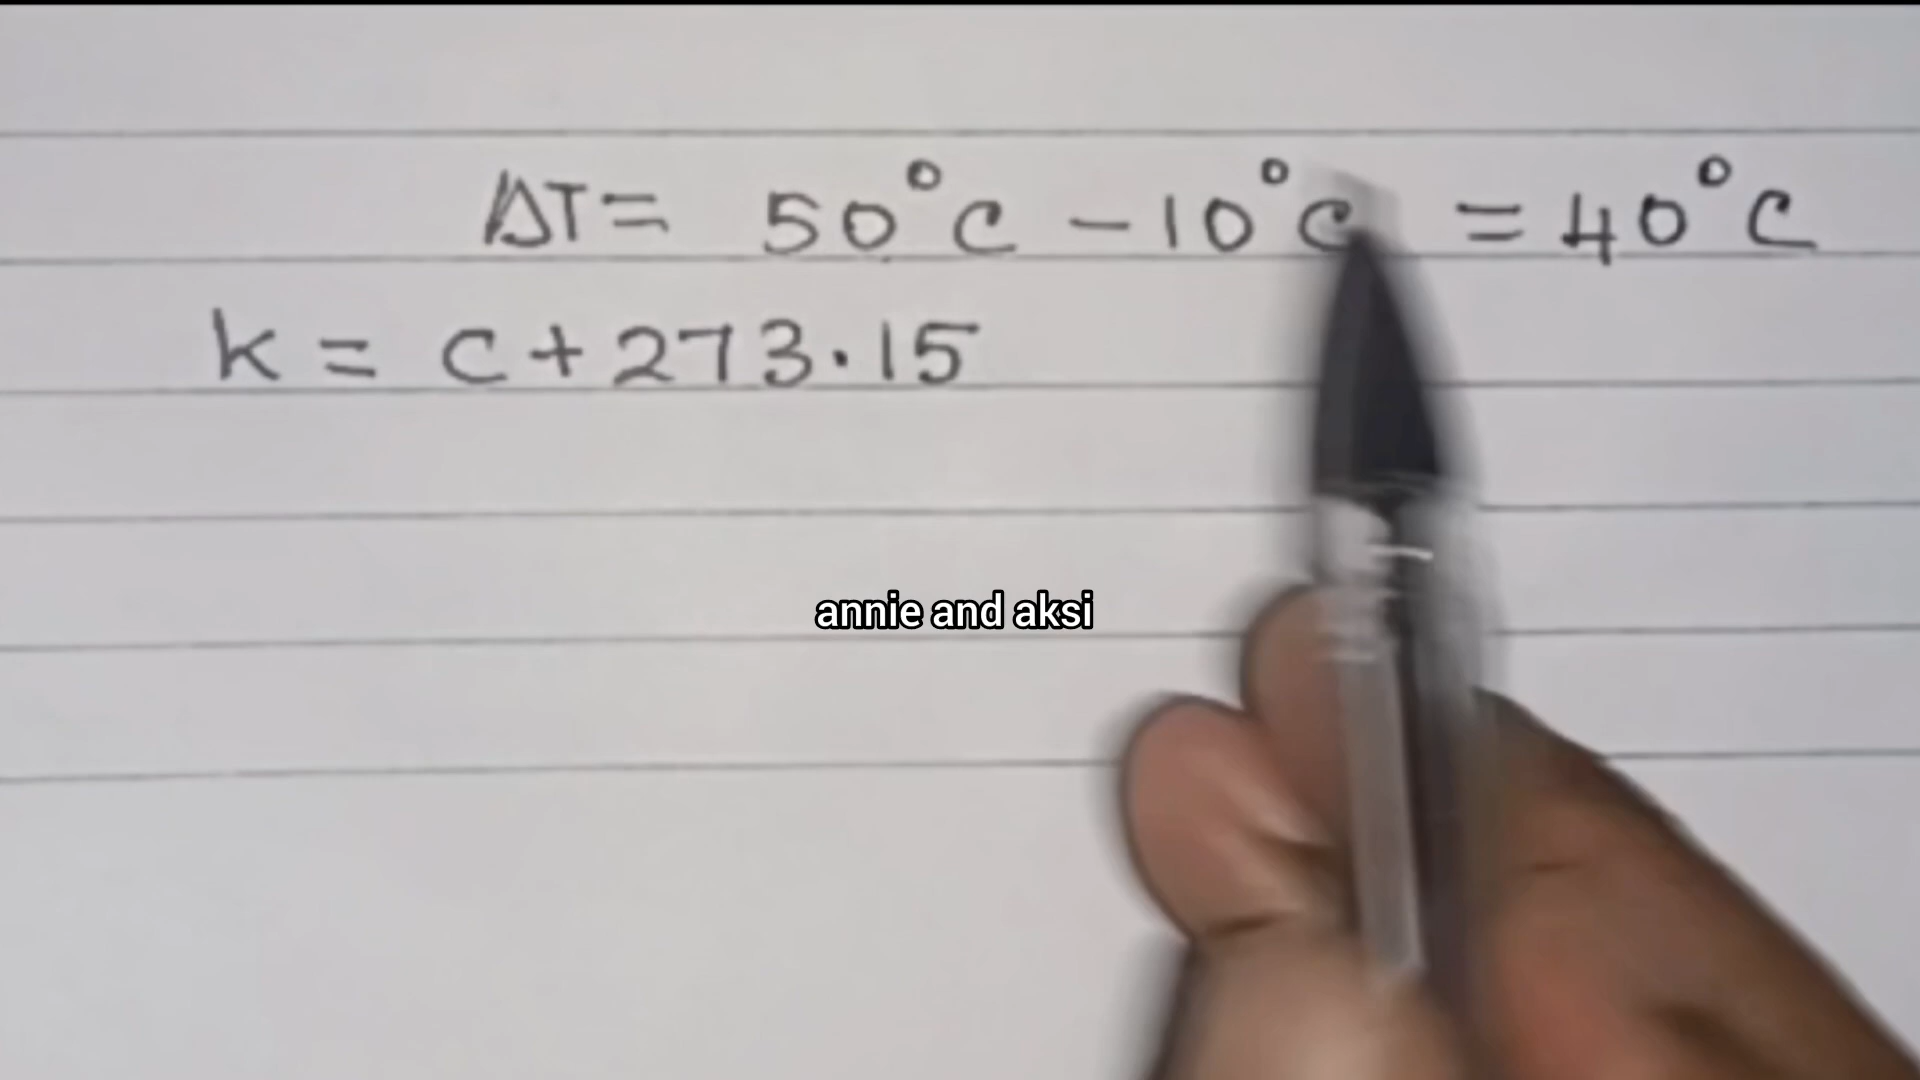 ΔT = 50°C - 10°C = 40°C
K = C + 273.15
annie and aksi